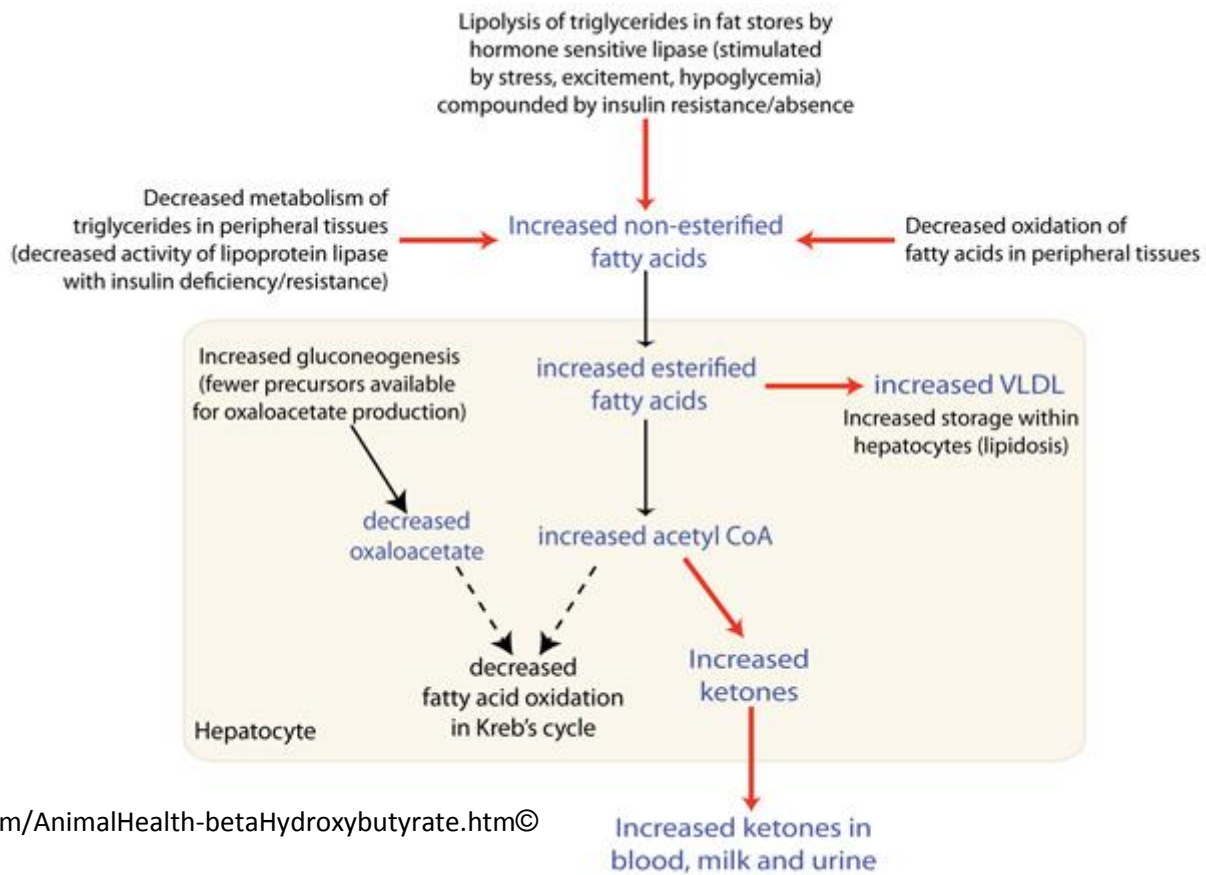 Lipolysis of triglycerides in fat stores by
hormone sensitive lipase (stimulated
by stress, excitement, hypoglycemia)
compounded by insulin resistance/absence
Decreased metabolism of
triglycerides in peripheral tissues
(decreased activity of lipoprotein lipase
with insulin deficiency/resistance)
Increased non-esterified
fatty acids
Decreased oxidation of
fatty acids in peripheral tissues
Increased gluconeogenesis
(fewer precursors available
for oxaloacetate production)
increased esterified
fatty acids
increased VLDL
Increased storage within
hepatocytes (lipidosis)
decreased
oxaloacetate
increased acetyl CoA
decreased
fatty acid oxidation
in Kreb's cycle
Increased
ketones
Hepatocyte
m/AnimalHealth-betaHydroxybutyrate.htm©
Increased ketones in
blood, milk and urine